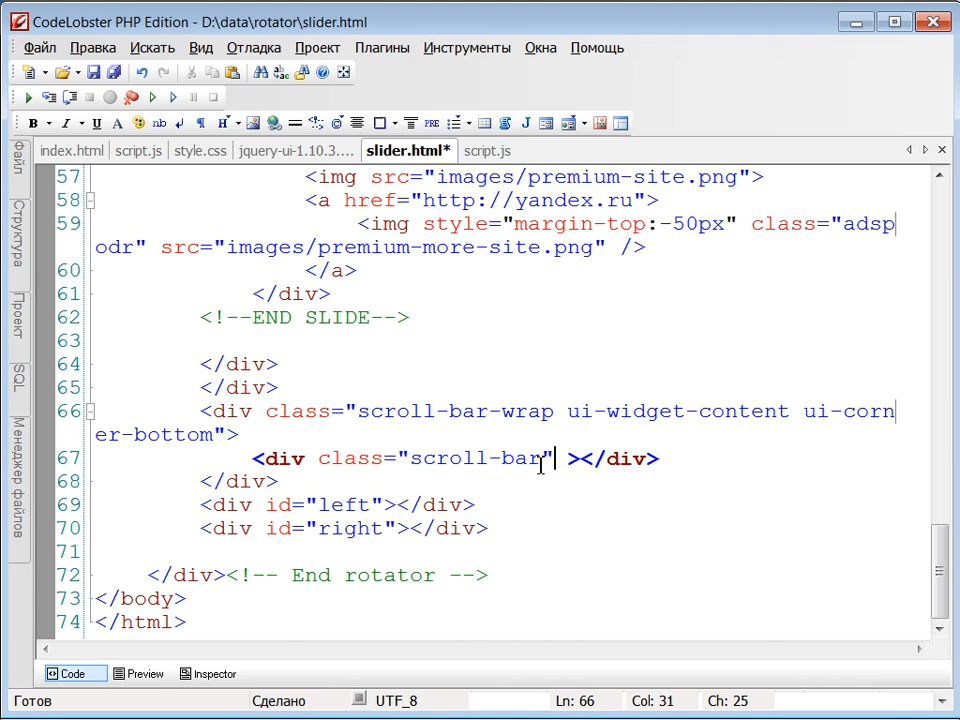 CodeLobster PHP Edition - D:\data\rotator\slider.html
Файл Правка Искать Вид Отладка Проект Плагины Инструменты Окна Помощь
B I U A nb ¶ H PRE J
index.html script.js style.css jquery-ui-1.10.3.... slider.html* script.js
Файл
Структура
Проект
SQL
Менеджер файлов
57 <img src="images/premium-site.png">
58 <a href="http://yandex.ru">
59 <img style="margin-top:-50px" class="adsp
odr" src="images/premium-more-site.png" />
60 </a>
61 </div>
62 <!--END SLIDE-->
63
64 </div>
65 </div>
66 <div class="scroll-bar-wrap ui-widget-content ui-corn
er-bottom">
67 <div class="scroll-bar" ></div>
68 </div>
69 <div id="left"></div>
70 <div id="right"></div>
71
72 </div><!-- End rotator -->
73 </body>
74 </html>
Code Preview Inspector
Готов Сделано UTF_8 Ln: 66 Col: 31 Ch: 25